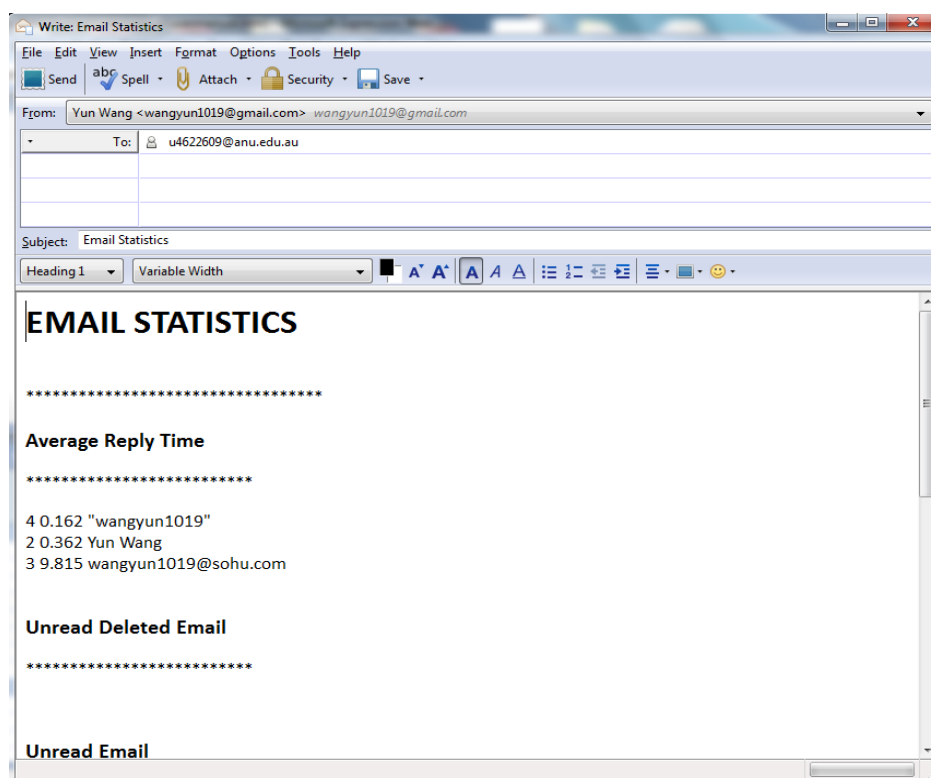 Write: Email Statistics
File Edit View Insert Format Options Tools Help
Send abc Spell Attach Security Save
From: Yun Wang <wangyun1019@gmail.com> wangyun1019@gmail.com
To: u4622609@anu.edu.au
Subject: Email Statistics
Heading 1 Variable Width A A A A A
EMAIL STATISTICS
**********************************
Average Reply Time
**************************
4 0.162 "wangyun1019"
2 0.362 Yun Wang
3 9.815 wangyun1019@sohu.com
Unread Deleted Email
**************************
Unread Email